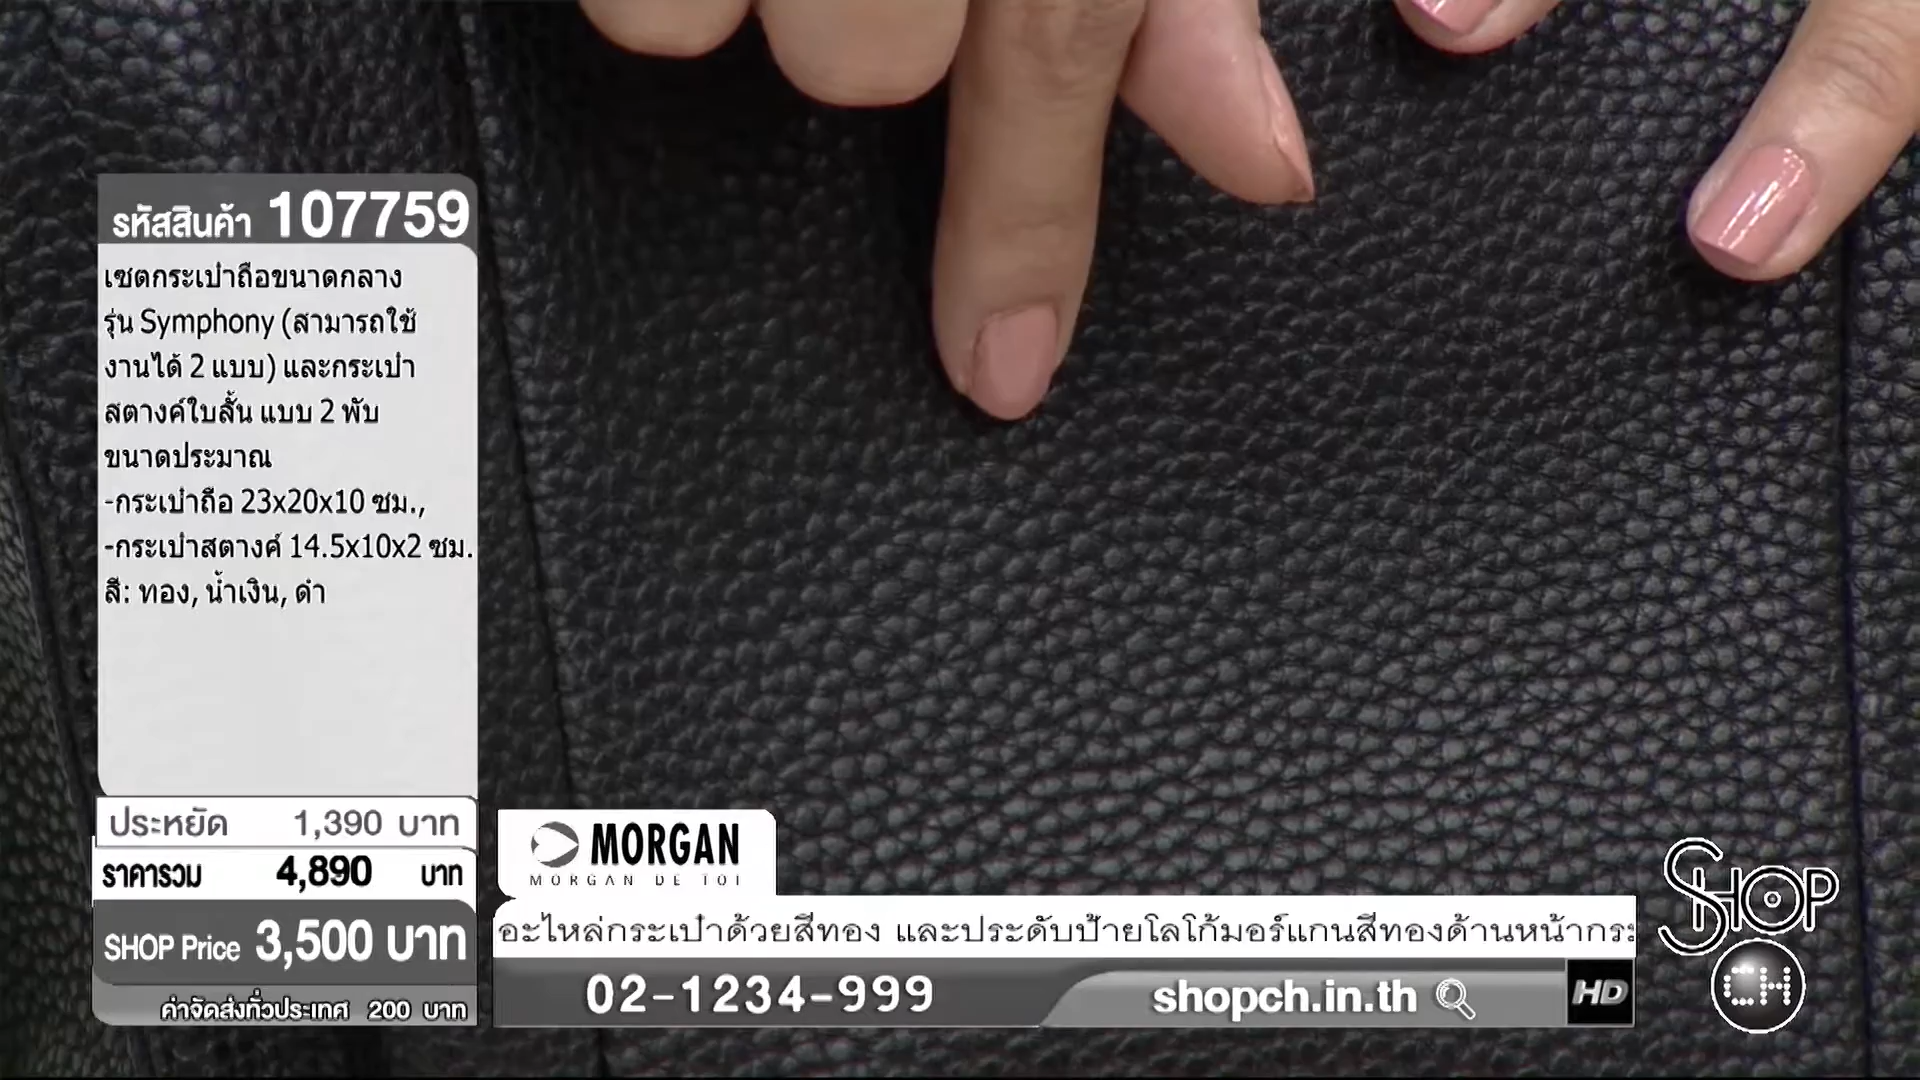 รหัสสินค้า 107759
เซตกระเป๋าถือขนาดกลาง
รุ่น Symphony (สามารถใช้
งานได้ 2 แบบ) และกระเป๋า
สตางค์ใบสั้น แบบ 2 พับ
ขนาดประมาณ
-กระเป๋าถือ 23x20x10 ซม.,
-กระเป๋าสตางค์ 14.5x10x2 ซม.
สี: ทอง, น้ำเงิน, ดำ
ประหยัด 1,390 บาท
ราคารวม 4,890 บาท
SHOP Price 3,500 บาท
ค่าจัดส่งทั่วประเทศ 200 บาท
MORGAN
MORGAN DE TOI
อะไหล่กระเป๋าด้วยสีทอง และประดับป้ายโลโก้มอร์แกนสีทองด้านหน้ากระ
02-1234-999
shopch.in.th
HD
SHOP
CH